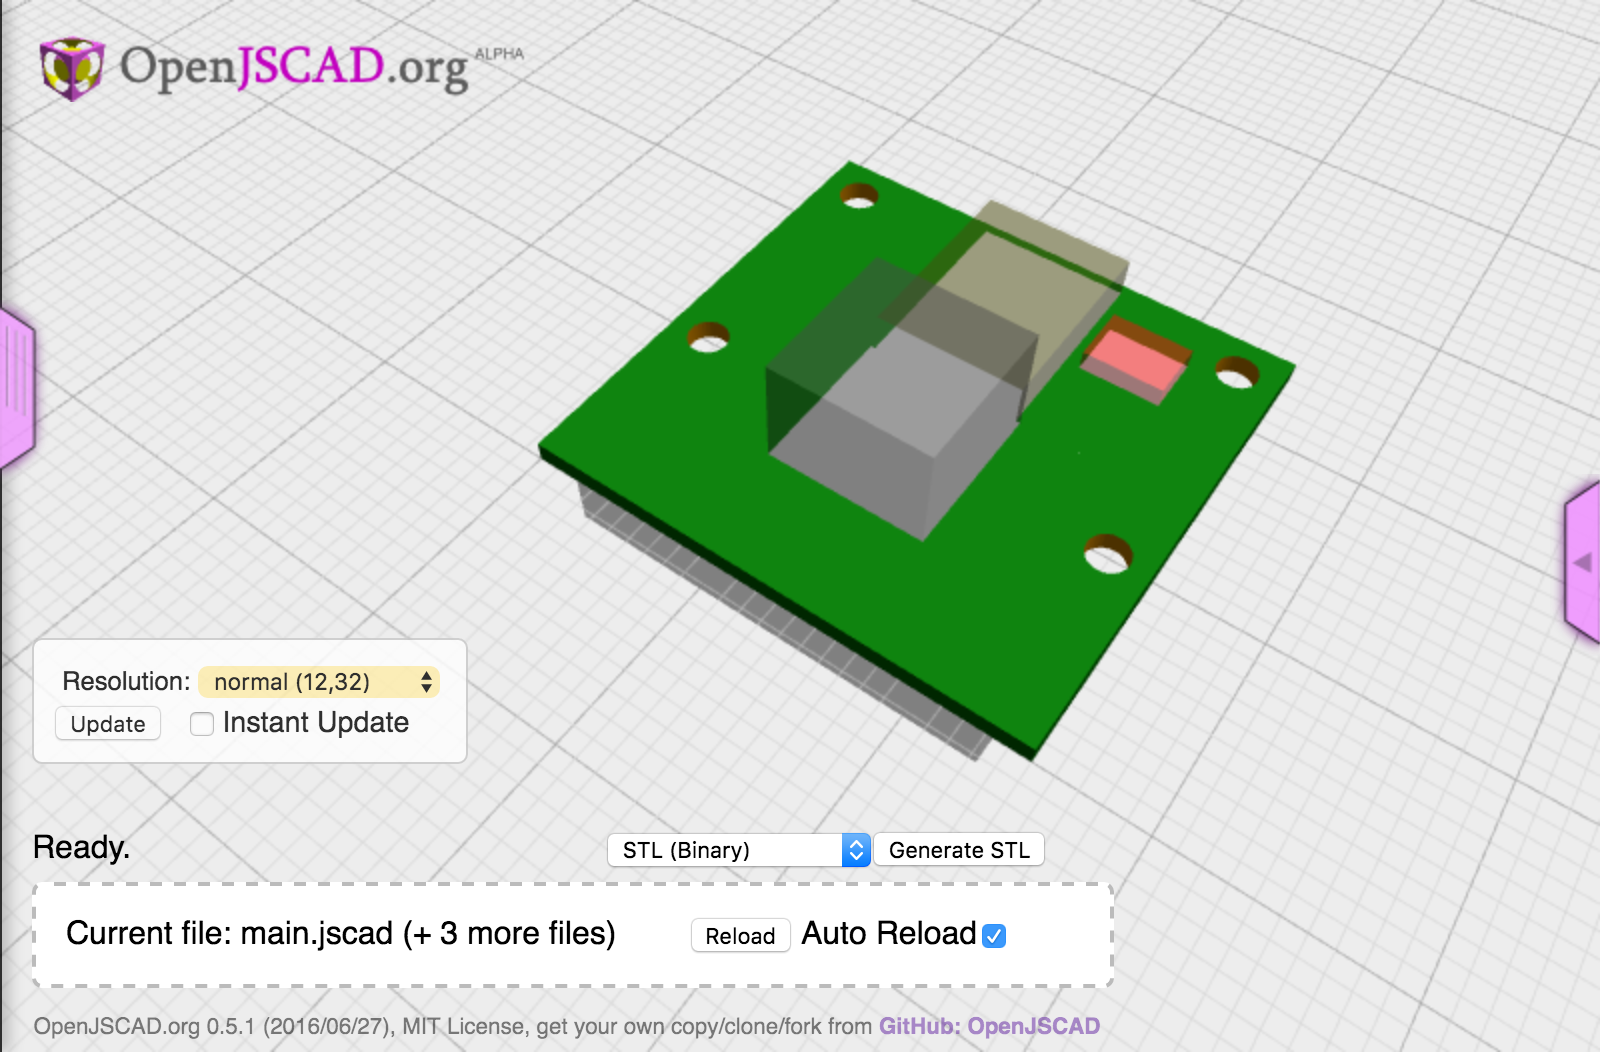 OpenJSCAD.org ALPHA
Resolution: normal (12,32)
Update Instant Update
Ready.
STL (Binary) Generate STL
Current file: main.jscad (+ 3 more files) Reload Auto Reload
OpenJSCAD.org 0.5.1 (2016/06/27), MIT License, get your own copy/clone/fork from GitHub: OpenJSCAD